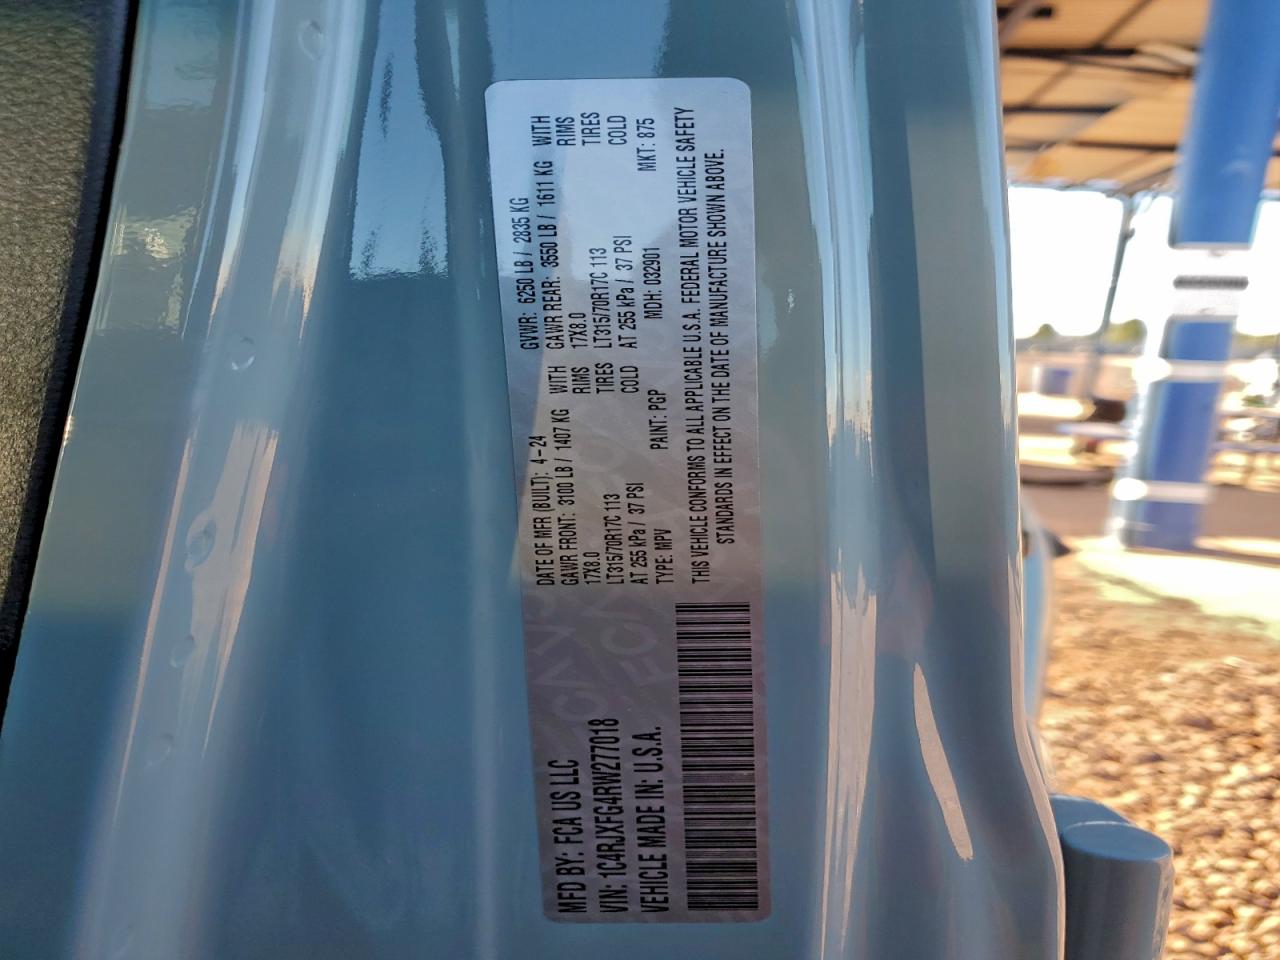 MFD BY: FCA US LLC
VIN: 1C4RJXFG4RW277018
VEHICLE MADE IN: U.S.A.
DATE OF MFR (BUILT): 4-24 GVWR: 6250 LB / 2835 KG
GAWR FRONT: 3100 LB / 1407 KG WITH GAWR REAR: 3550 LB / 1611 KG WITH
17X8.0 RIMS 17X8.0 RIMS
LT315/70R17C 113 TIRES LT315/70R17C 113 TIRES
AT 255 kPa / 37 PSI COLD AT 255 kPa / 37 PSI COLD
TYPE: MPV PAINT: PGP MDH: 032901 MKT: 875
THIS VEHICLE CONFORMS TO ALL APPLICABLE U.S.A. FEDERAL MOTOR VEHICLE SAFETY
STANDARDS IN EFFECT ON THE DATE OF MANUFACTURE SHOWN ABOVE.